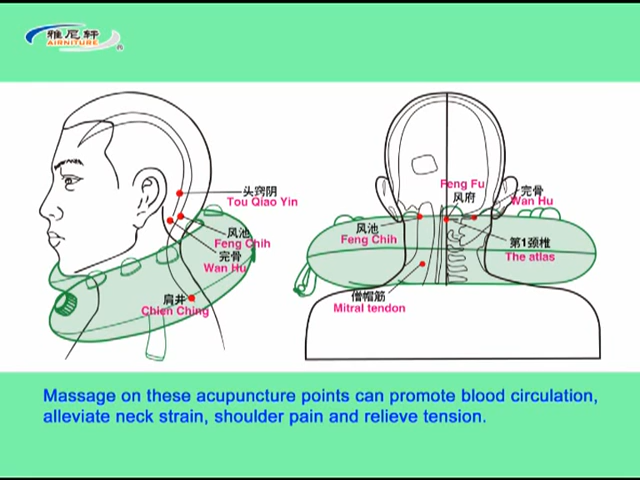 雅尼轩
AIRNITURE
®
头窍阴
Tou Qiao Yin
风池
Feng Chih
完骨
Wan Hu
肩井
Chien Ching
Feng Fu
风府
完骨
Wan Hu
风池
Feng Chih
第1颈椎
The atlas
僧帽筋
Mitral tendon
Massage on these acupuncture points can promote blood circulation,
alleviate neck strain, shoulder pain and relieve tension.